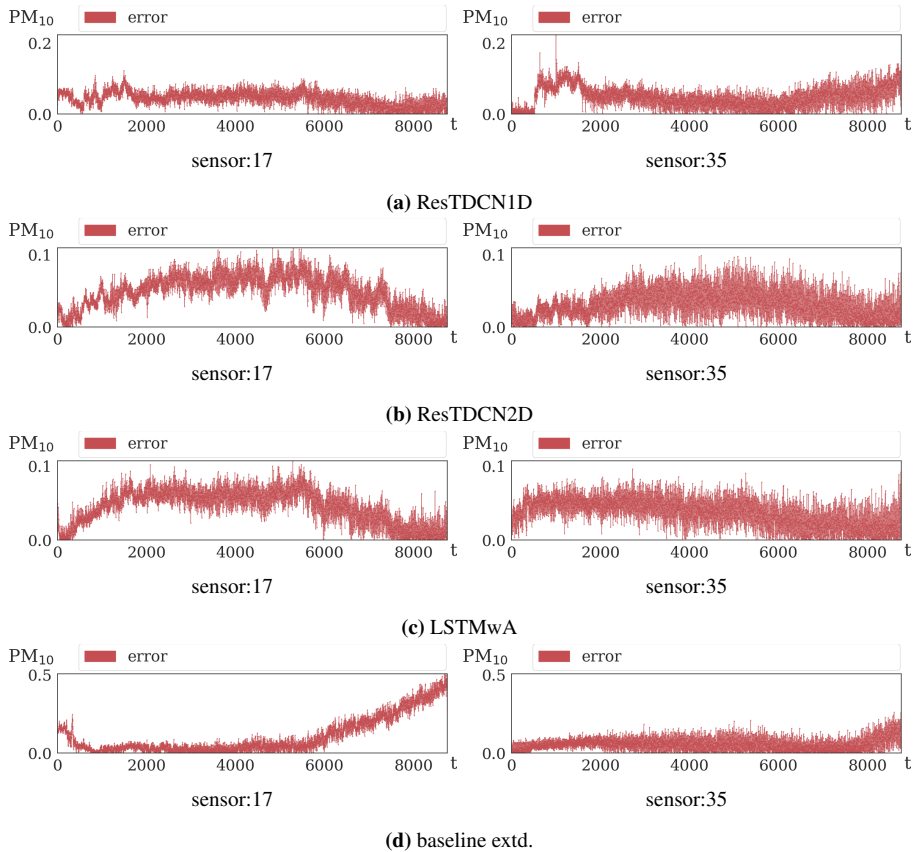 PM10 error PM10 error
0.2 0.2
0.0 0.0
0 2000 4000 6000 8000 t 0 2000 4000 6000 8000 t
sensor:17 sensor:35
(a) ResTDCN1D
PM10 error PM10 error
0.1 0.1
0.0 0.0
0 2000 4000 6000 8000 t 0 2000 4000 6000 8000 t
sensor:17 sensor:35
(b) ResTDCN2D
PM10 error PM10 error
0.1 0.1
0.0 0.0
0 2000 4000 6000 8000 t 0 2000 4000 6000 8000 t
sensor:17 sensor:35
(c) LSTMwA
PM10 error PM10 error
0.5 0.5
0.0 0.0
0 2000 4000 6000 8000 t 0 2000 4000 6000 8000 t
sensor:17 sensor:35
(d) baseline extd.